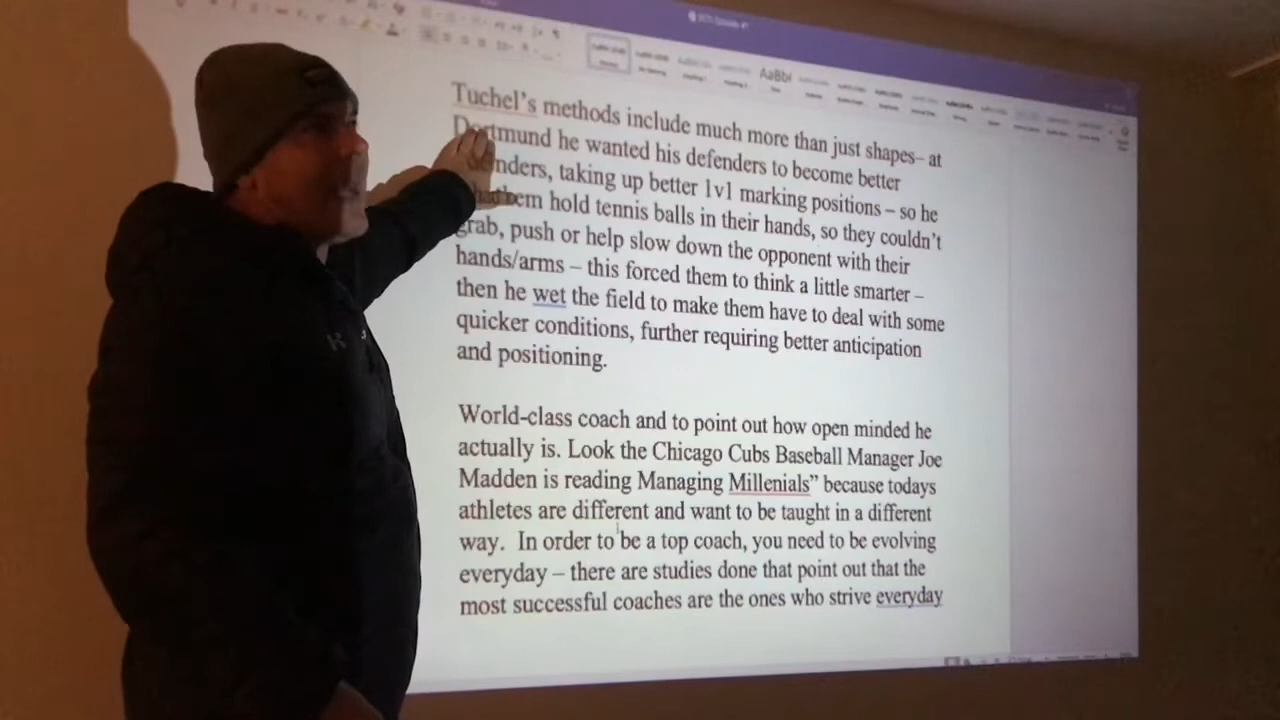 AaBbI
Tuchel's methods include much more than just shapes– at
Dortmund he wanted his defenders to become better
taking up better 1v1 marking positions – so he
hold tennis balls in their hands, so they couldn't
grab, push or help slow down the opponent with their
hands/arms – this forced them to think a little smarter –
then he wet the field to make them have to deal with some
quicker conditions, further requiring better anticipation
and positioning.
World-class coach and to point out how open minded he
actually is. Look the Chicago Cubs Baseball Manager Joe
Madden is reading Managing Millenials” because todays
athletes are different and want to be taught in a different
way. In order to be a top coach, you need to be evolving
everyday – there are studies done that point out that the
most successful coaches are the ones who strive everyday